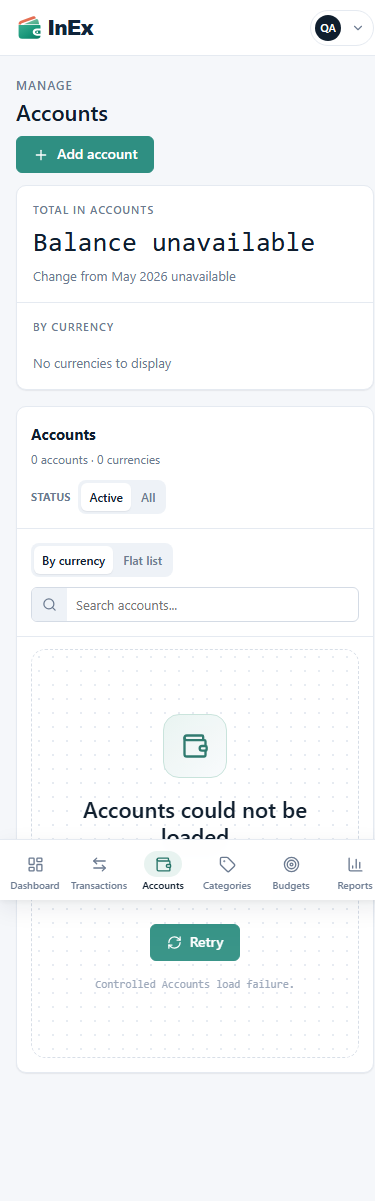 InEx
QA
MANAGE
Accounts
+ Add account
TOTAL IN ACCOUNTS
Balance unavailable
Change from May 2026 unavailable
BY CURRENCY
No currencies to display
Accounts
0 accounts · 0 currencies
STATUS Active All
By currency Flat list
Search accounts...
Accounts could not be
loaded
Dashboard Transactions Accounts Categories Budgets Reports
Retry
Controlled Accounts load failure.